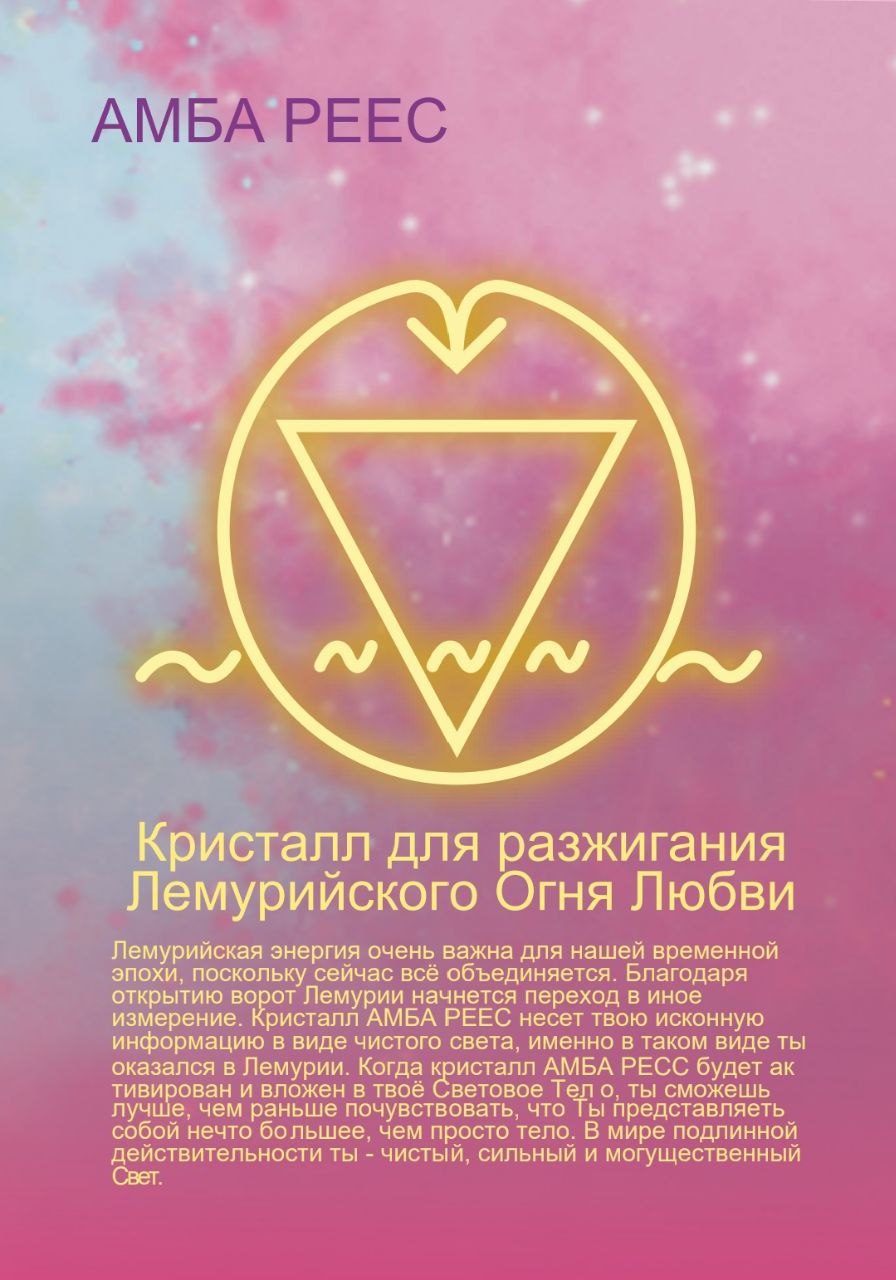 АМБА РЕЕС
Кристалл для разжигания
Лемурийского Огня Любви
Лемурийская энергия очень важна для нашей временной
эпохи, поскольку сейчас всё объединяется. Благодаря
открытию ворот Лемурии начнется переход в иное
измерение. Кристалл АМБА РЕЕС несет твою исконную
информацию в виде чистого света, именно в таком виде ты
оказался в Лемурии. Когда кристалл АМБА РЕСС будет ак
тивирован и вложен в твоё Световое Тел о, ты сможешь
лучше, чем раньше почувствовать, что Ты представляеть
собой нечто бо льшее, чем просто тело. В мире подлинной
действительности ты - чистый, сильный и могущественный
Свет.